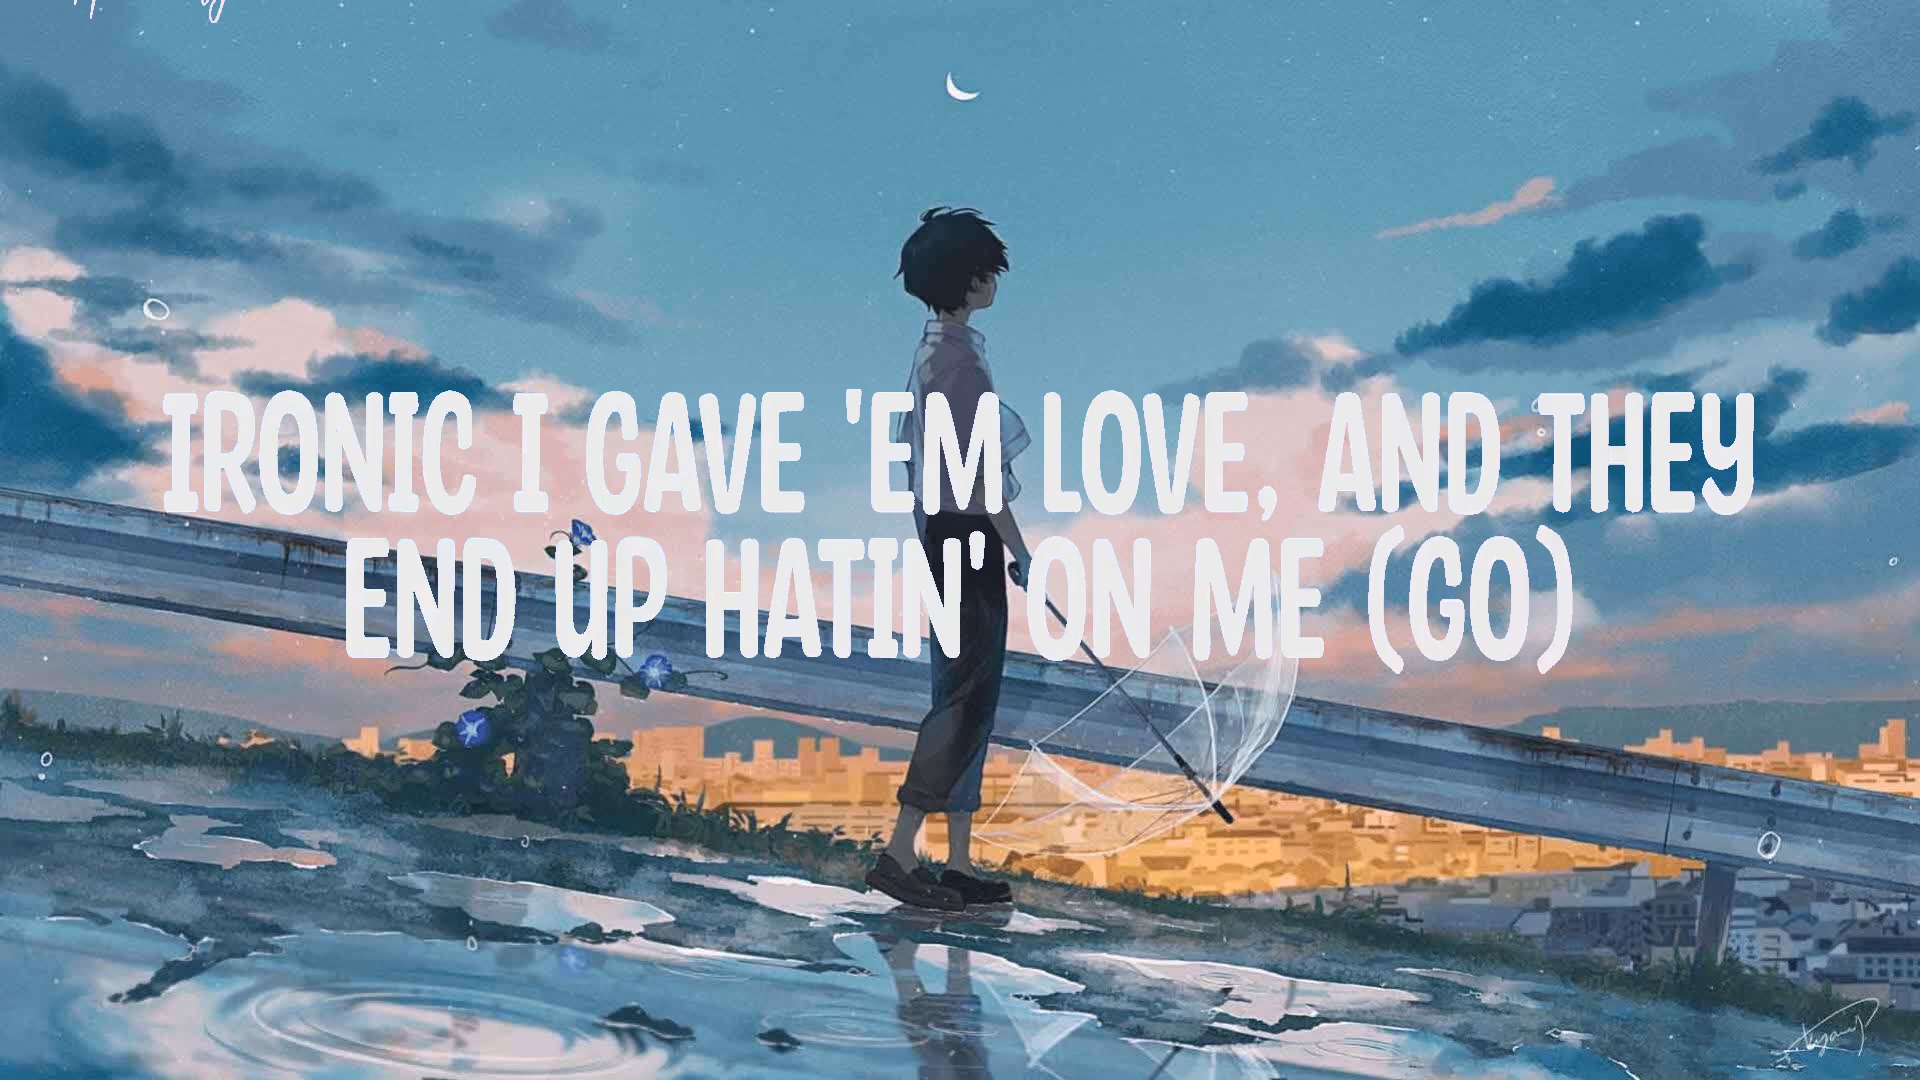 IRONIC I GAVE 'EM LOVE, AND THEY
END UP HATIN' ON ME (GO)